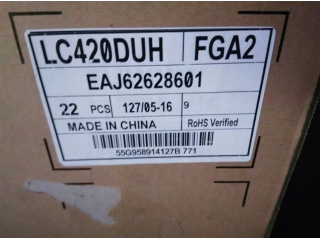 LC420DUH FGA2
EAJ62628601
22 PCS 127/05-16 9
MADE IN CHINA RoHS Verified
55G958914127B 771